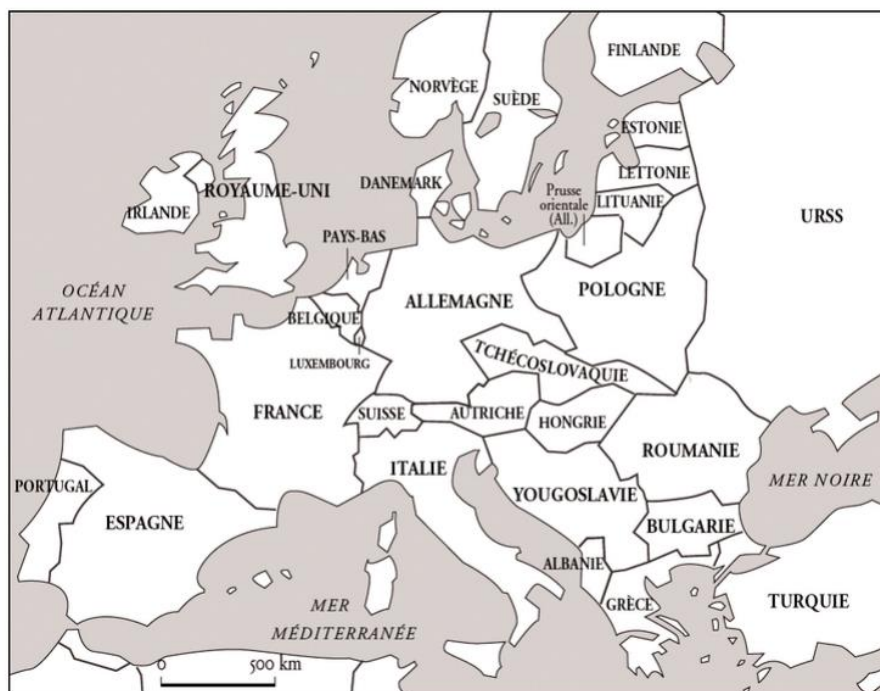 FINLANDE
NORVÈGE
SUÈDE
ESTONIE
LETTONIE
DANEMARK
Prusse
orientale
(All.)
LITUANIE
ROYAUME-UNI
IRLANDE
URSS
PAYS-BAS
OCÉAN
ATLANTIQUE
ALLEMAGNE
POLOGNE
BELGIQUE
LUXEMBOURG
TCHÉCOSLOVAQUIE
FRANCE
SUISSE
AUTRICHE
HONGRIE
ROUMANIE
ITALIE
MER NOIRE
PORTUGAL
ESPAGNE
YOUGOSLAVIE
BULGARIE
ALBANIE
GRÈCE
TURQUIE
MER
MÉDITERRANÉE
0 500 km